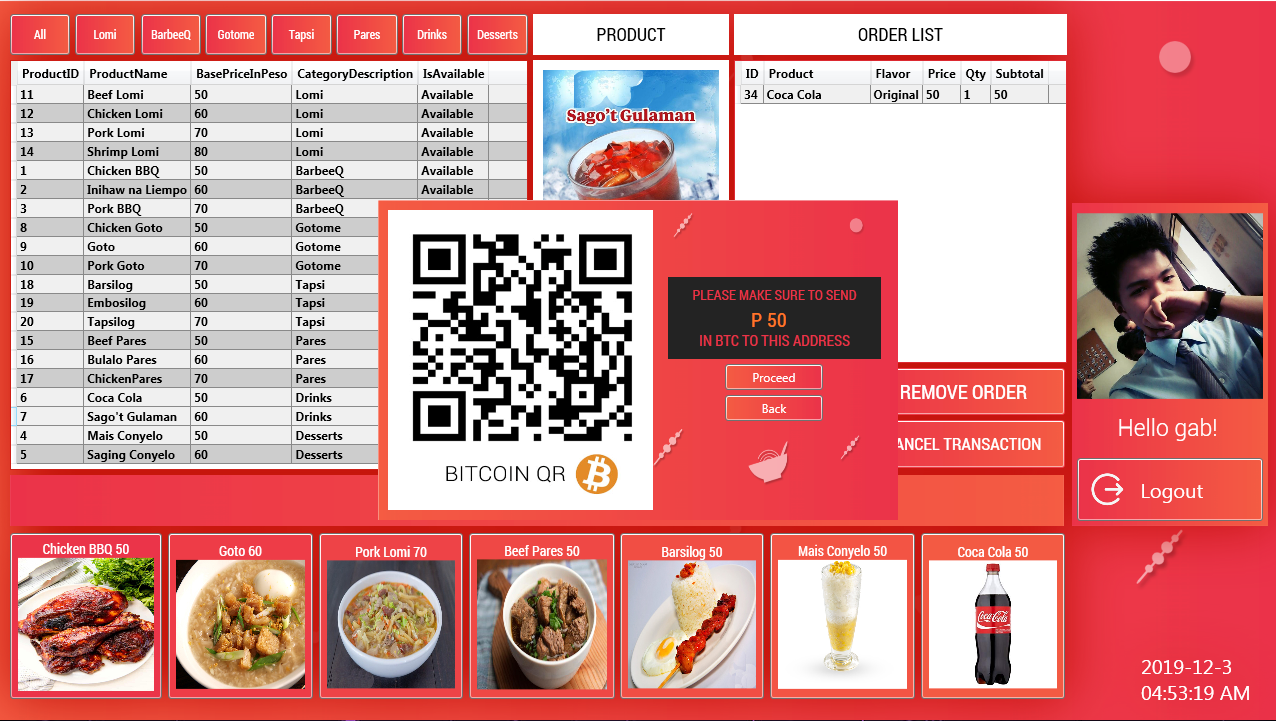 All Lomi BarbeeQ Gotome Tapsi Pares Drinks Desserts
PRODUCT
ORDER LIST
ProductID ProductName BasePriceInPeso CategoryDescription IsAvailable
11 Beef Lomi 50 Lomi Available
12 Chicken Lomi 60 Lomi Available
13 Pork Lomi 70 Lomi Available
14 Shrimp Lomi 80 Lomi Available
1 Chicken BBQ 50 BarbeeQ Available
2 Inihaw na Liempo 60 BarbeeQ Available
3 Pork BBQ 70 BarbeeQ
8 Chicken Goto 50 Gotome
9 Goto 60 Gotome
10 Pork Goto 70 Gotome
18 Barsilog 50 Tapsi
19 Embosilog 60 Tapsi
20 Tapsilog 70 Tapsi
15 Beef Pares 50 Pares
16 Bulalo Pares 60 Pares
17 ChickenPares 70 Pares
6 Coca Cola 50 Drinks
7 Sago't Gulaman 60 Drinks
4 Mais Conyelo 50 Desserts
5 Saging Conyelo 60 Desserts
Sago't Gulaman
ID Product Flavor Price Qty Subtotal
34 Coca Cola Original 50 1 50
BITCOIN QR
PLEASE MAKE SURE TO SEND
P 50
IN BTC TO THIS ADDRESS
Proceed
Back
REMOVE ORDER
ANCEL TRANSACTION
Hello gab!
Logout
Chicken BBQ 50
Goto 60
Pork Lomi 70
Beef Pares 50
Barsilog 50
Mais Conyelo 50
Coca Cola 50
Coca-Cola
2019-12-3
04:53:19 AM